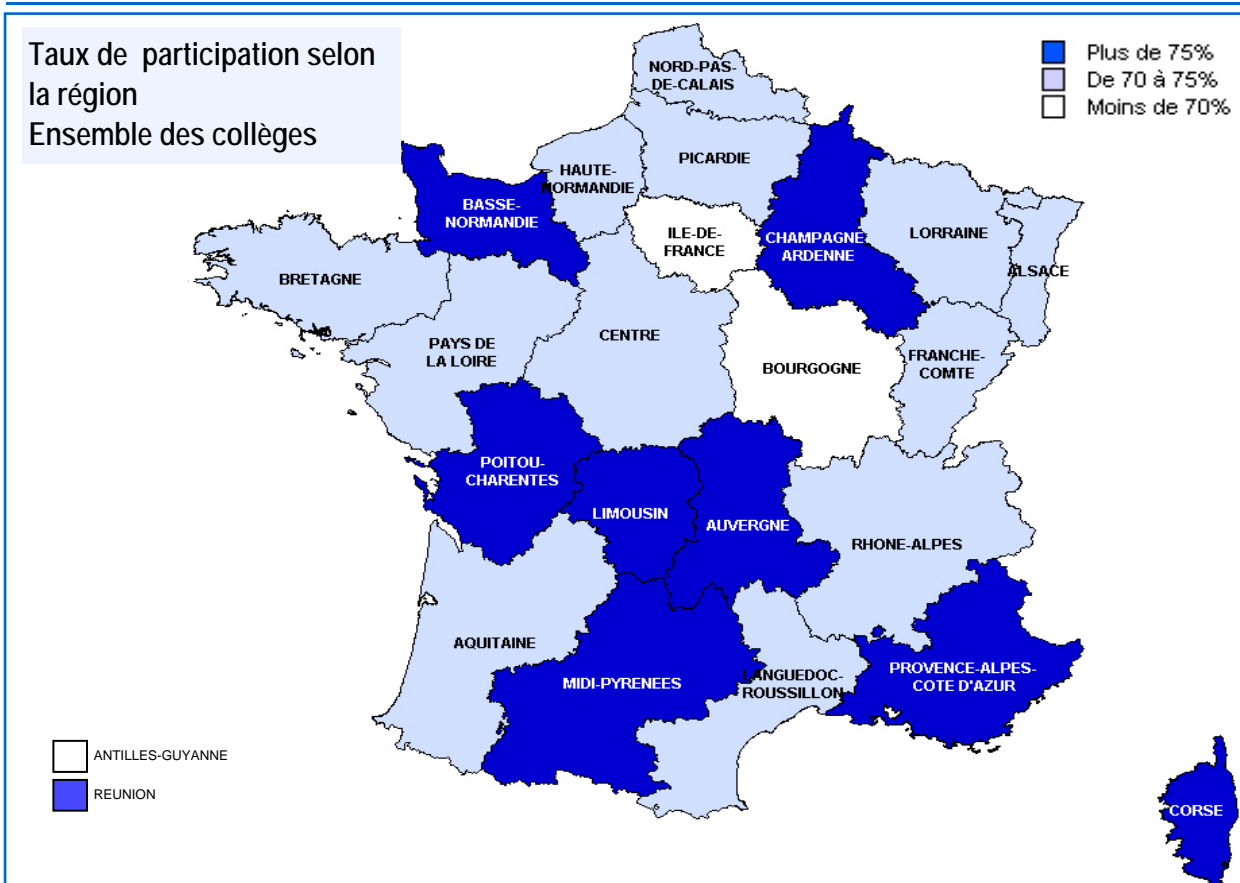 Taux de participation selon
la région
Ensemble des collèges
Plus de 75%
De 70 à 75%
Moins de 70%
NORD-PAS-
DE-CALAIS
PICARDIE
HAUTE-
NORMANDIE
BASSE-
NORMANDIE
ILE-DE-
FRANCE
CHAMPAGNE
ARDENNE
LORRAINE
ALSACE
BRETAGNE
PAYS DE
LA LOIRE
CENTRE
BOURGOGNE
FRANCHE-
COMTE
POITOU-
CHARENTES
LIMOUSIN
AUVERGNE
RHONE-ALPES
AQUITAINE
MIDI-PYRENEES
LANGUEDOC-
ROUSSILLON
PROVENCE-ALPES-
COTE D'AZUR
CORSE
ANTILLES-GUYANNE
REUNION